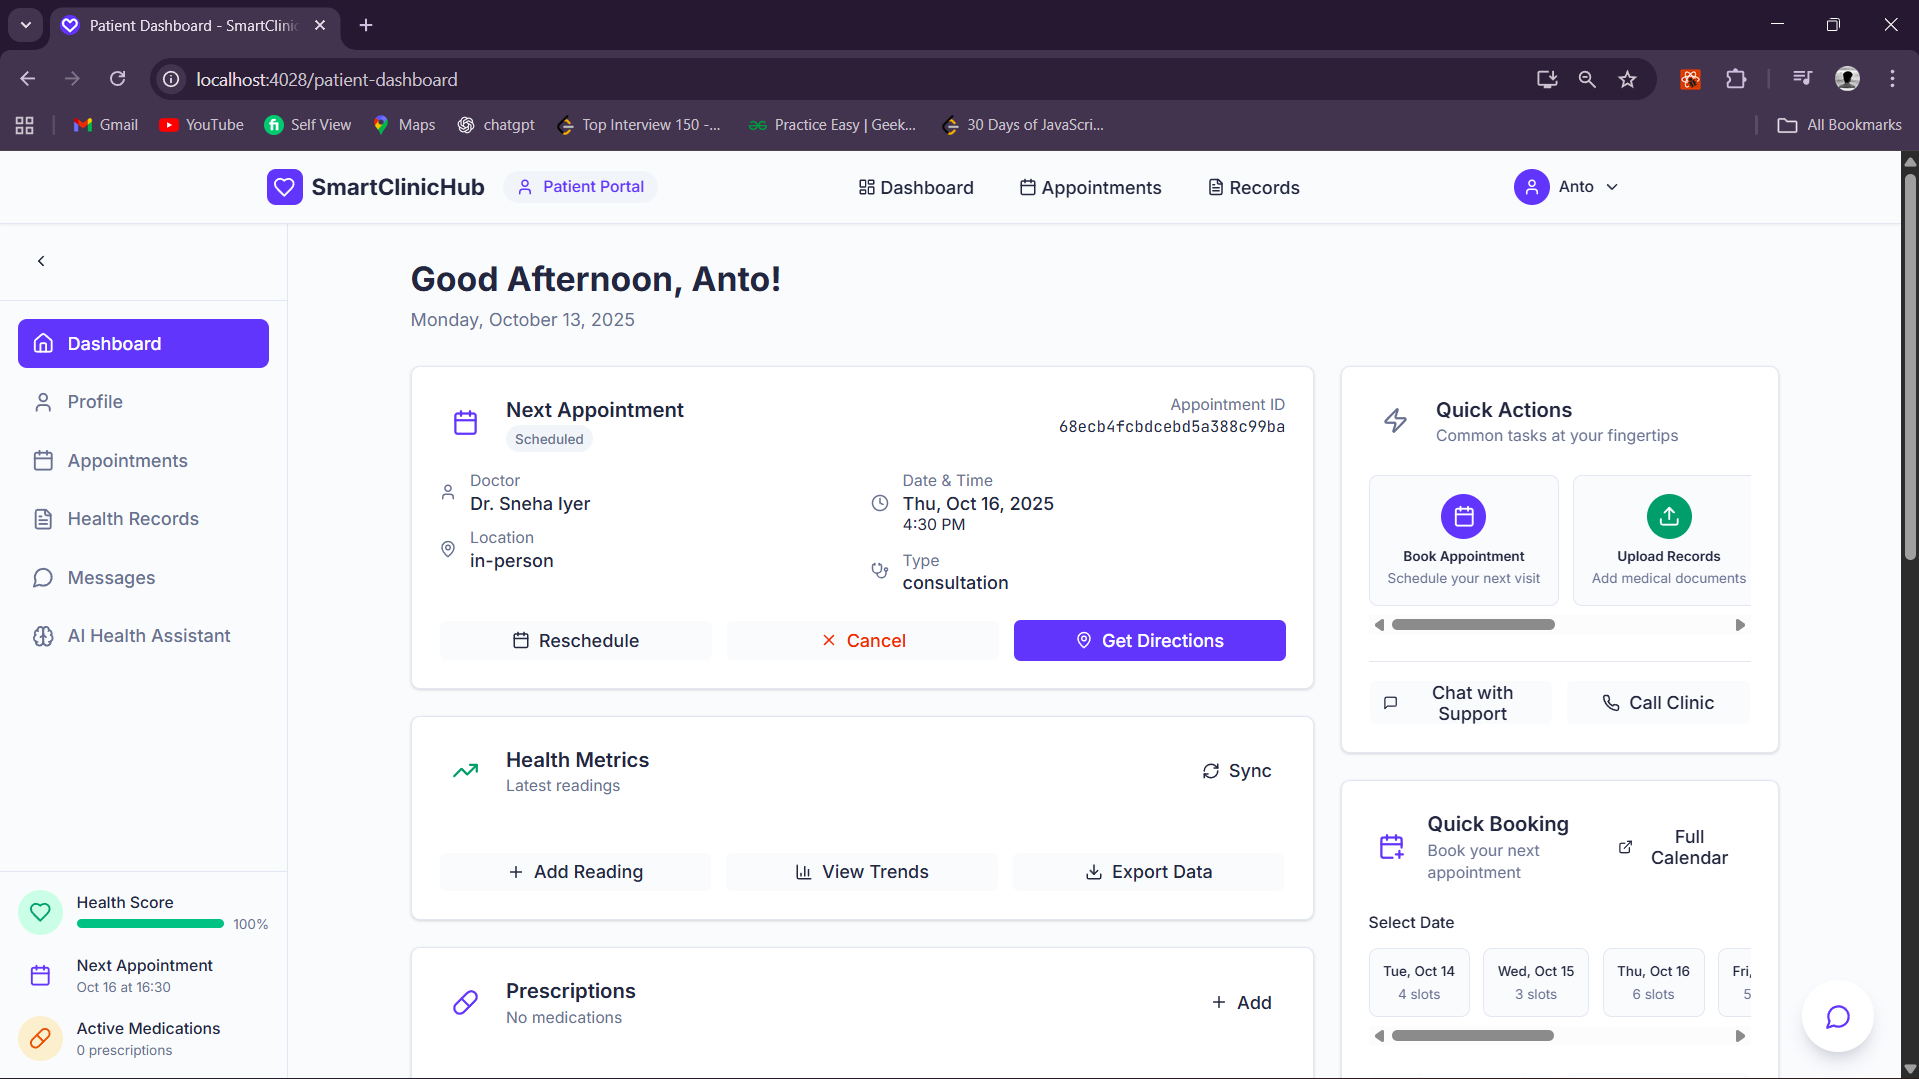 Patient Dashboard - SmartClinic
localhost:4028/patient-dashboard
Gmail
YouTube
Self View
Maps
chatgpt
Top Interview 150 -...
Practice Easy | Geek...
30 Days of JavaScri...
All Bookmarks
SmartClinicHub
Patient Portal
Dashboard
Appointments
Records
Anto
Dashboard
Profile
Appointments
Health Records
Messages
AI Health Assistant
Health Score
100%
Next Appointment
Oct 16 at 16:30
Active Medications
0 prescriptions
Good Afternoon, Anto!
Monday, October 13, 2025
Next Appointment
Scheduled
Appointment ID
68ecb4fcbdcebd5a388c99ba
Doctor
Dr. Sneha Iyer
Location
in-person
Date & Time
Thu, Oct 16, 2025
4:30 PM
Type
consultation
Reschedule
Cancel
Get Directions
Health Metrics
Latest readings
Sync
Add Reading
View Trends
Export Data
Prescriptions
No medications
Add
Quick Actions
Common tasks at your fingertips
Book Appointment
Schedule your next visit
Upload Records
Add medical documents
Chat with
Support
Call Clinic
Quick Booking
Book your next
appointment
Full
Calendar
Select Date
Tue, Oct 14
4 slots
Wed, Oct 15
3 slots
Thu, Oct 16
6 slots
Fri,
5